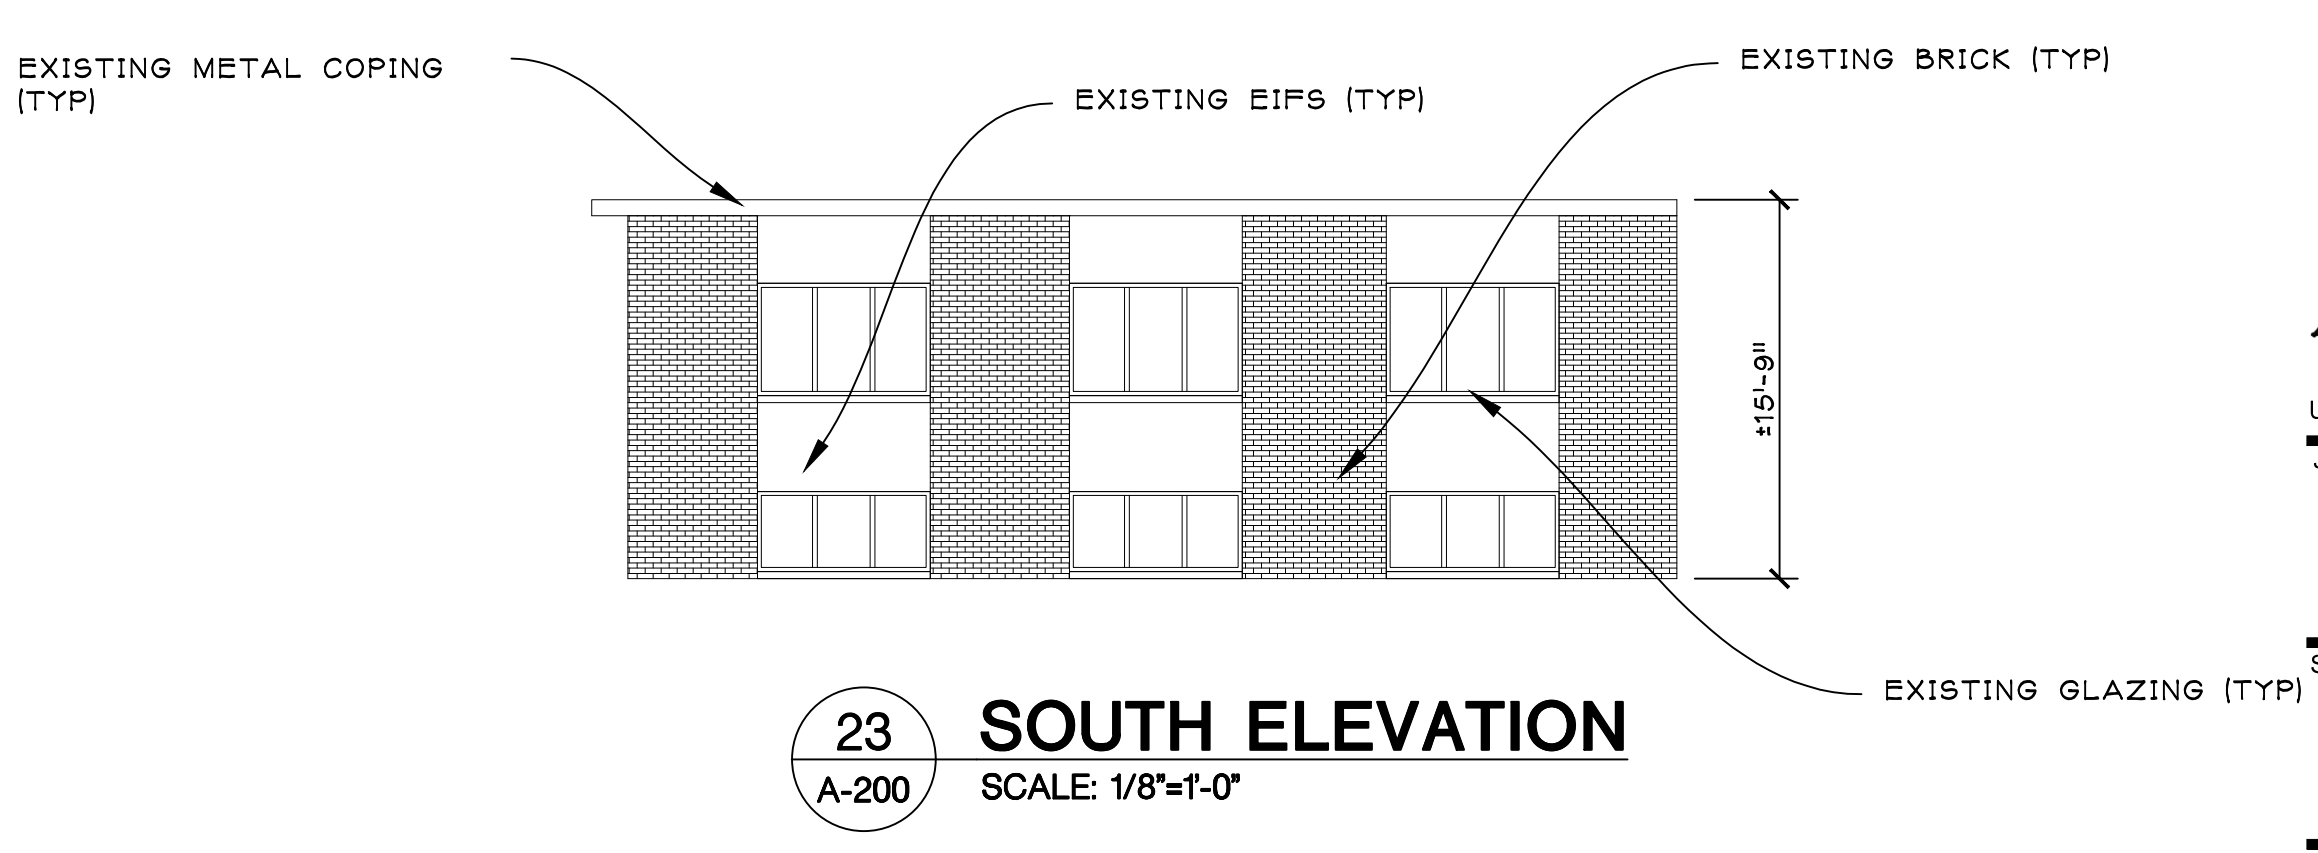 EXISTING METAL COPING
(TYP)
EXISTING EIFS (TYP)
EXISTING BRICK (TYP)
±15'-9"
EXISTING GLAZING (TYP)
23
A-200
SOUTH ELEVATION
SCALE: 1/8"=1'-0"